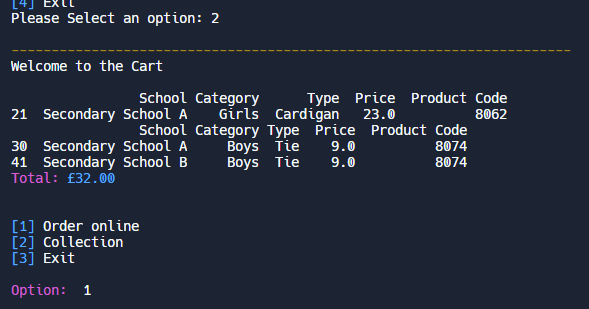 [4] Exit
Please Select an option: 2
----------------------------------------------------------------------
Welcome to the Cart
School Category Type Price Product Code
21 Secondary School A Girls Cardigan 23.0 8062
School Category Type Price Product Code
30 Secondary School A Boys Tie 9.0 8074
41 Secondary School B Boys Tie 9.0 8074
Total: £32.00
[1] Order online
[2] Collection
[3] Exit
Option: 1